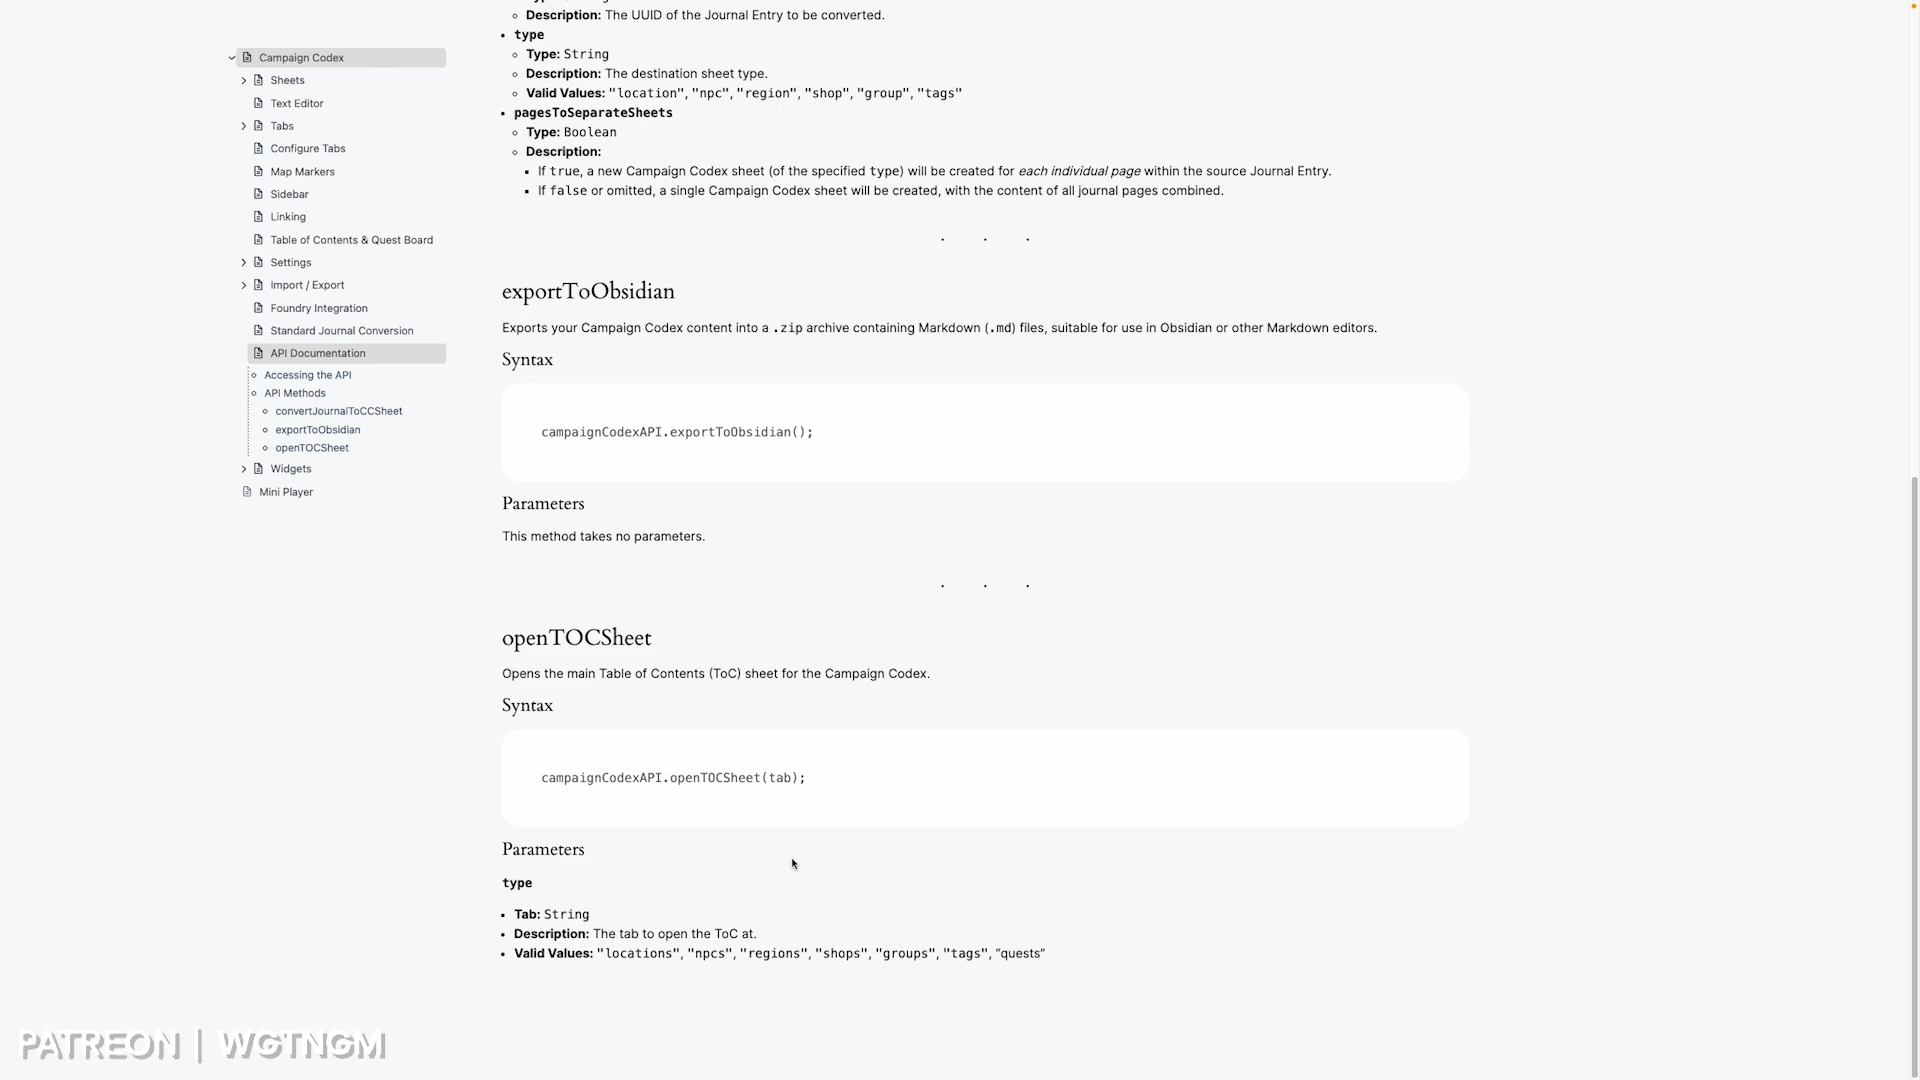 Description: The UUID of the Journal Entry to be converted.
type
Type: String
Description: The destination sheet type.
Valid Values: "location", "npc", "region", "shop", "group", "tags"
pagesToSeparateSheets
Type: Boolean
Description:
If true, a new Campaign Codex sheet (of the specified type) will be created for each individual page within the source Journal Entry.
If false or omitted, a single Campaign Codex sheet will be created, with the content of all journal pages combined.
Campaign Codex
Sheets
Text Editor
Tabs
Configure Tabs
Map Markers
Sidebar
Linking
Table of Contents & Quest Board
Settings
Import / Export
Foundry Integration
Standard Journal Conversion
API Documentation
Accessing the API
API Methods
convertJournalToCCSheet
exportToObsidian
openTOCSheet
Widgets
Mini Player
. . .
exportToObsidian
Exports your Campaign Codex content into a .zip archive containing Markdown (.md) files, suitable for use in Obsidian or other Markdown editors.
Syntax
campaignCodexAPI.exportToObsidian();
Parameters
This method takes no parameters.
. . .
openTOCSheet
Opens the main Table of Contents (ToC) sheet for the Campaign Codex.
Syntax
campaignCodexAPI.openTOCSheet(tab);
Parameters
type
Tab: String
Description: The tab to open the ToC at.
Valid Values: "locations", "npcs", "regions", "shops", "groups", "tags", “quests”
PATREON | WGTNGM